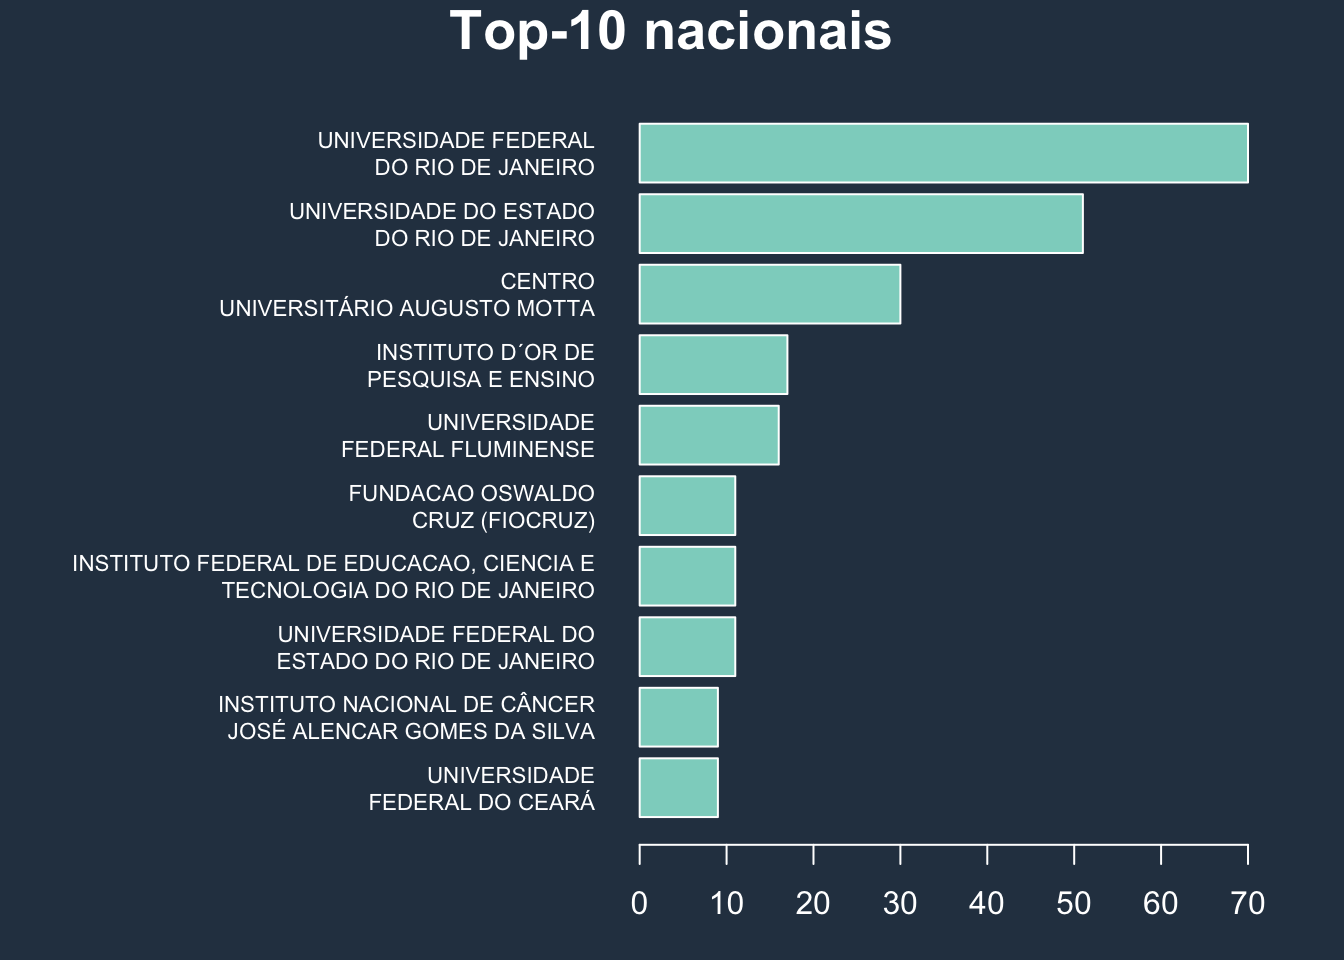 Top-10 nacionais
UNIVERSIDADE FEDERAL
DO RIO DE JANEIRO
UNIVERSIDADE DO ESTADO
DO RIO DE JANEIRO
CENTRO
UNIVERSITÁRIO AUGUSTO MOTTA
INSTITUTO D´OR DE
PESQUISA E ENSINO
UNIVERSIDADE
FEDERAL FLUMINENSE
FUNDACAO OSWALDO
CRUZ (FIOCRUZ)
INSTITUTO FEDERAL DE EDUCACAO, CIENCIA E
TECNOLOGIA DO RIO DE JANEIRO
UNIVERSIDADE FEDERAL DO
ESTADO DO RIO DE JANEIRO
INSTITUTO NACIONAL DE CÂNCER
JOSÉ ALENCAR GOMES DA SILVA
UNIVERSIDADE
FEDERAL DO CEARÁ
0 10 20 30 40 50 60 70